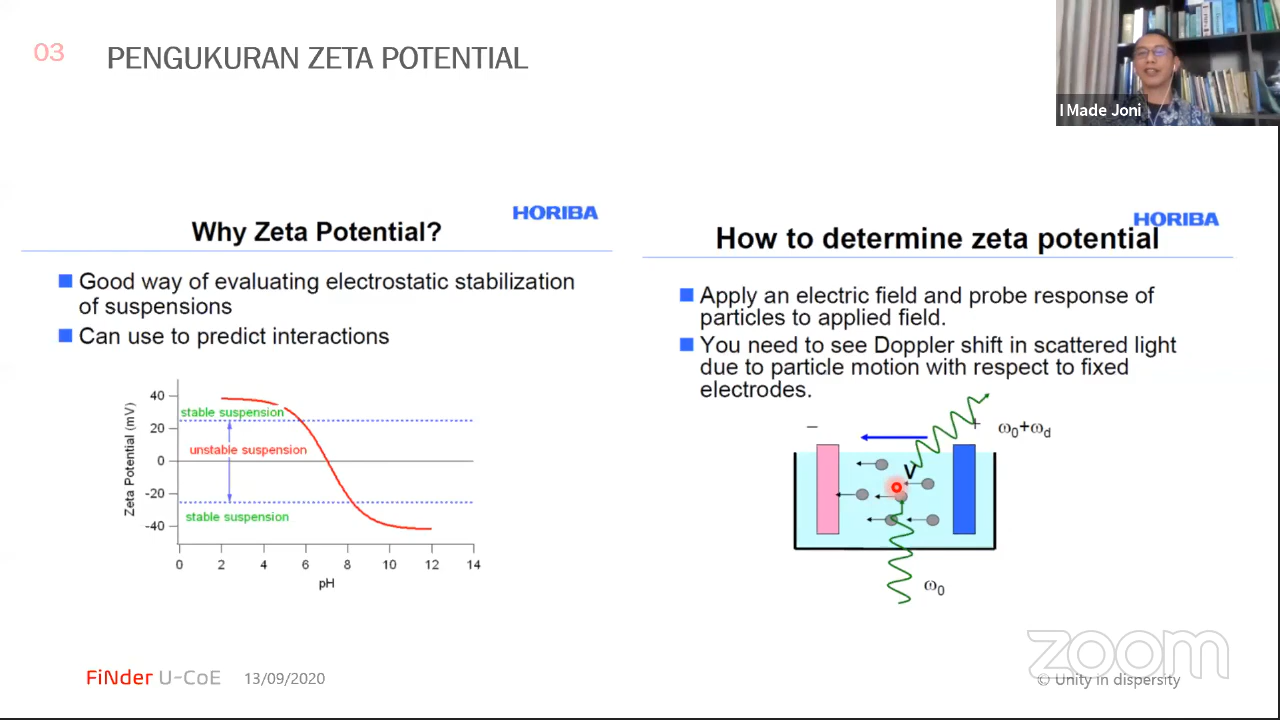 03
PENGUKURAN ZETA POTENTIAL
I Made Joni
HORIBA
Why Zeta Potential?
Good way of evaluating electrostatic stabilization
of suspensions
Can use to predict interactions
Zeta Potential (mV)
40
20
0
-20
-40
stable suspension
unstable suspension
stable suspension
0 2 4 6 8 10 12 14
pH
HORIBA
How to determine zeta potential
Apply an electric field and probe response of
particles to applied field.
You need to see Doppler shift in scattered light
due to particle motion with respect to fixed
electrodes.
− + ω0+ωd
V
ω0
FiNder U-CoE 13/09/2020
zoom
© Unity in dispersity